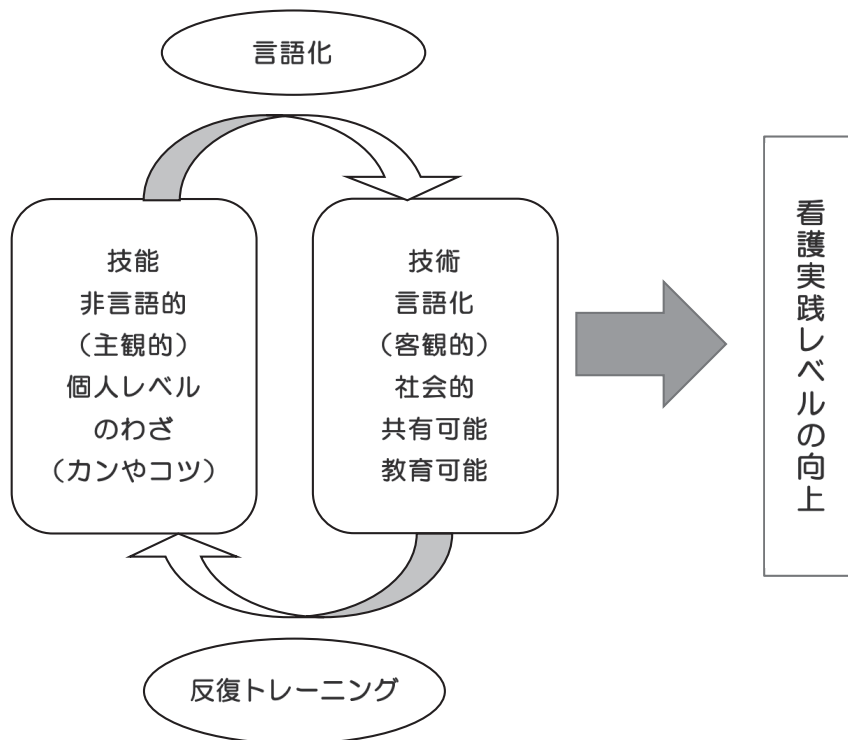 言語化
技能
非言語的
（主観的）
個人レベル
のわざ
（カンやコツ）
技術
言語化
（客観的）
社会的
共有可能
教育可能
看護実践レベルの向上
反復トレーニング